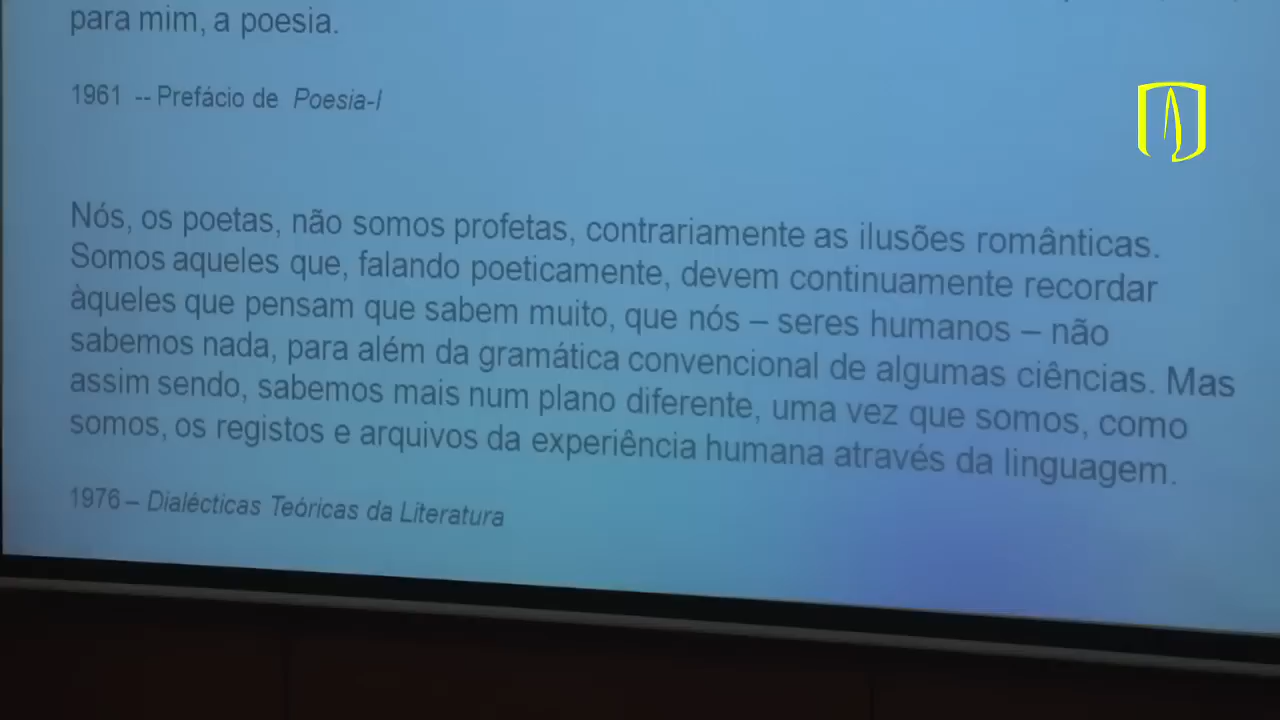 para mim, a poesia.
1961 -- Prefácio de Poesia-I
Nós, os poetas, não somos profetas, contrariamente as ilusões românticas.
Somos aqueles que, falando poeticamente, devem continuamente recordar
àqueles que pensam que sabem muito, que nós – seres humanos – não
sabemos nada, para além da gramática convencional de algumas ciências. Mas
assim sendo, sabemos mais num plano diferente, uma vez que somos, como
somos, os registos e arquivos da experiência humana através da linguagem.
1976 – Dialécticas Teóricas da Literatura